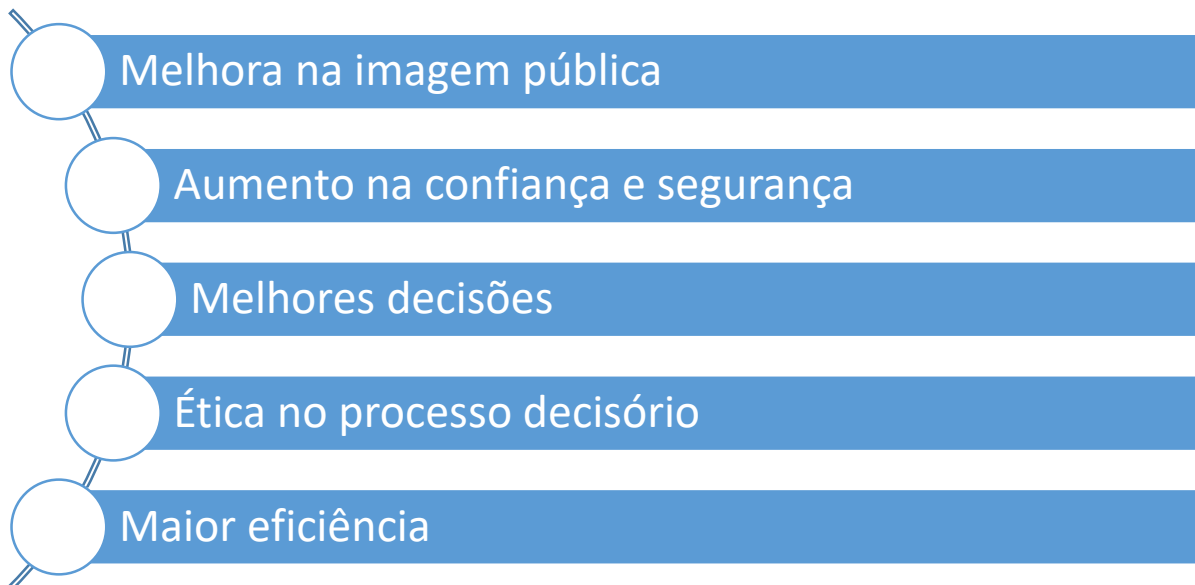 Melhora na imagem pública
Aumento na confiança e segurança
Melhores decisões
Ética no processo decisório
Maior eficiência